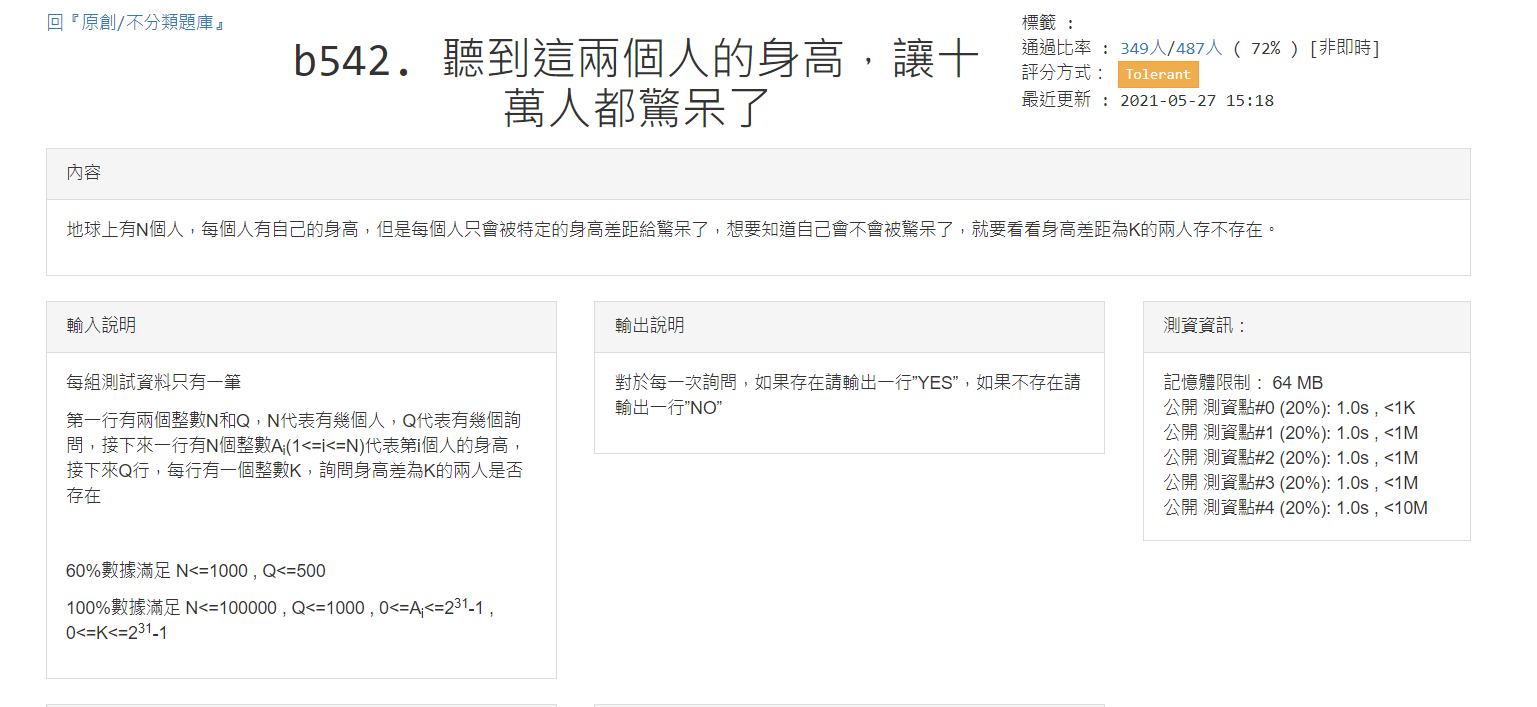 回『原創/不分類題庫』
b542. 聽到這兩個人的身高，讓十
萬人都驚呆了
標籤 :
通過比率 : 349人/487人 ( 72% ) [非即時]
評分方式 : Tolerant
最近更新 : 2021-05-27 15:18
內容
地球上有N個人，每個人有自己的身高，但是每個人只會被特定的身高差距給驚呆了，想要知道自己會不會被驚呆了，就要看看身高差距為K的兩人存不存在。
輸入說明
每組測試資料只有一筆
第一行有兩個整數N和Q，N代表有幾個人，Q代表有幾個詢
問，接下來一行有N個整數Ai(1<=i<=N)代表第i個人的身高，
接下來Q行，每行有一個整數K，詢問身高差為K的兩人是否
存在
60%數據滿足 N<=1000 , Q<=500
100%數據滿足 N<=100000 , Q<=1000 , 0<=Ai<=2^31-1 ,
0<=K<=2^31-1
輸出說明
對於每一次詢問，如果存在請輸出一行”YES”，如果不存在請
輸出一行”NO”
測資資訊：
記憶體限制： 64 MB
公開 測資點#0 (20%): 1.0s , <1K
公開 測資點#1 (20%): 1.0s , <1M
公開 測資點#2 (20%): 1.0s , <1M
公開 測資點#3 (20%): 1.0s , <1M
公開 測資點#4 (20%): 1.0s , <10M